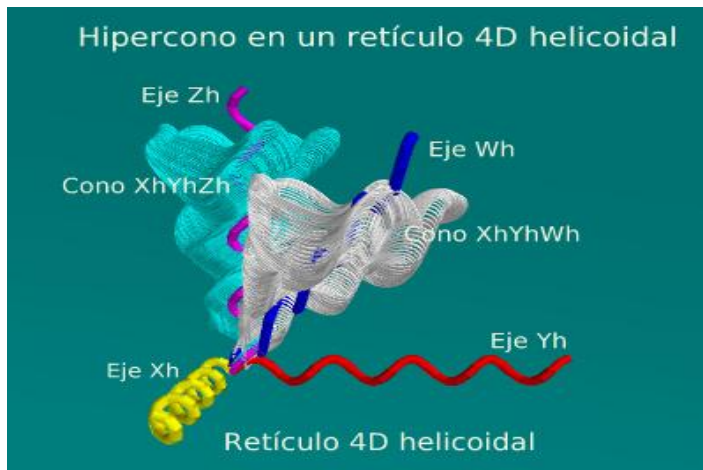 Hipercono en un retículo 4D helicoidal
Eje Zh
Eje Wh
Cono XhYhZh
Cono XhYhWh
Eje Yh
Eje Xh
Retículo 4D helicoidal